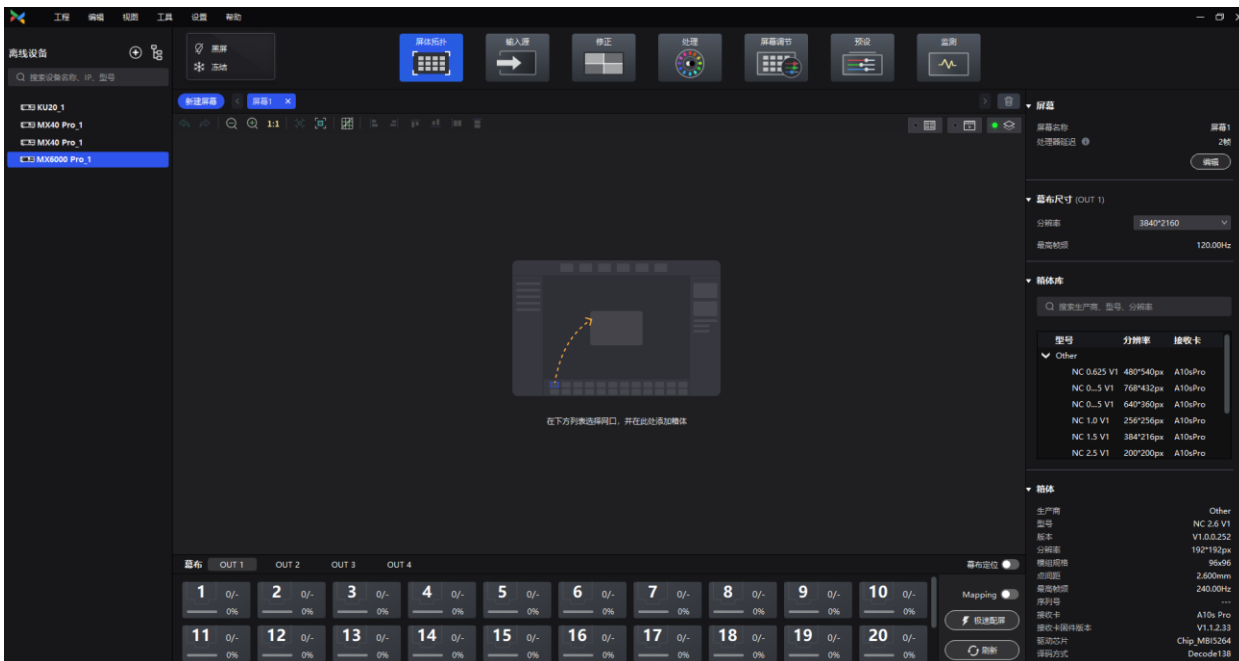 工程 编辑 视图 工具 设置 帮助
离线设备
搜索设备名称、IP、型号
KU20_1
MX40 Pro_1
MX40 Pro_1
MX6000 Pro_1
黑屏
冻结
屏体拓扑 输入源 修正 处理 屏幕调节 预设 监测
新建屏幕 屏幕1
1:1
在下方列表选择网口，并在此处添加箱体
幕布 OUT 1 OUT 2 OUT 3 OUT 4 幕布定位
1 0/- 2 0/- 3 0/- 4 0/- 5 0/- 6 0/- 7 0/- 8 0/- 9 0/- 10 0/-
0% 0% 0% 0% 0% 0% 0% 0% 0% 0%
11 0/- 12 0/- 13 0/- 14 0/- 15 0/- 16 0/- 17 0/- 18 0/- 19 0/- 20 0/-
0% 0% 0% 0% 0% 0% 0% 0% 0% 0%
Mapping
极速配屏
刷新
屏幕
屏幕名称 屏幕1
处理器延迟 2帧
编辑
幕布尺寸 (OUT 1)
分辨率 3840*2160
最高帧频 120.00Hz
箱体库
搜索生产商、型号、分辨率
型号 分辨率 接收卡
Other
NC 0.625 V1 480*540px A10sPro
NC 0...5 V1 768*432px A10sPro
NC 0...5 V1 640*360px A10sPro
NC 1.0 V1 256*256px A10sPro
NC 1.5 V1 384*216px A10sPro
NC 2.5 V1 200*200px A10sPro
箱体
生产商 Other
型号 NC 2.6 V1
版本 V1.0.0.252
分辨率 192*192px
模组规格 96x96
点间距 2.600mm
最高帧频 240.00Hz
序列号 ---
接收卡 A10s Pro
接收卡固件版本 V1.1.2.33
驱动芯片 Chip_MBI5264
译码方式 Decode138